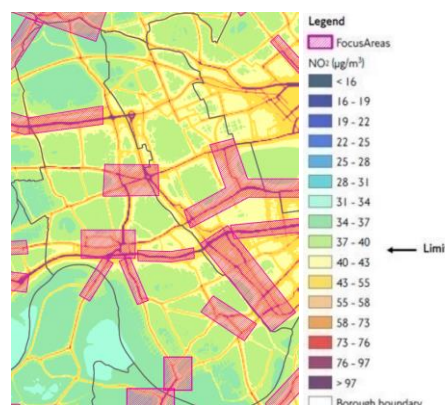 Legend
FocusAreas
NO₂ (µg/m³)
< 16
16 - 19
19 - 22
22 - 25
25 - 28
28 - 31
31 - 34
34 - 37
37 - 40
40 - 43
Limi
43 - 55
55 - 58
58 - 73
73 - 76
76 - 97
> 97
Borough boundary